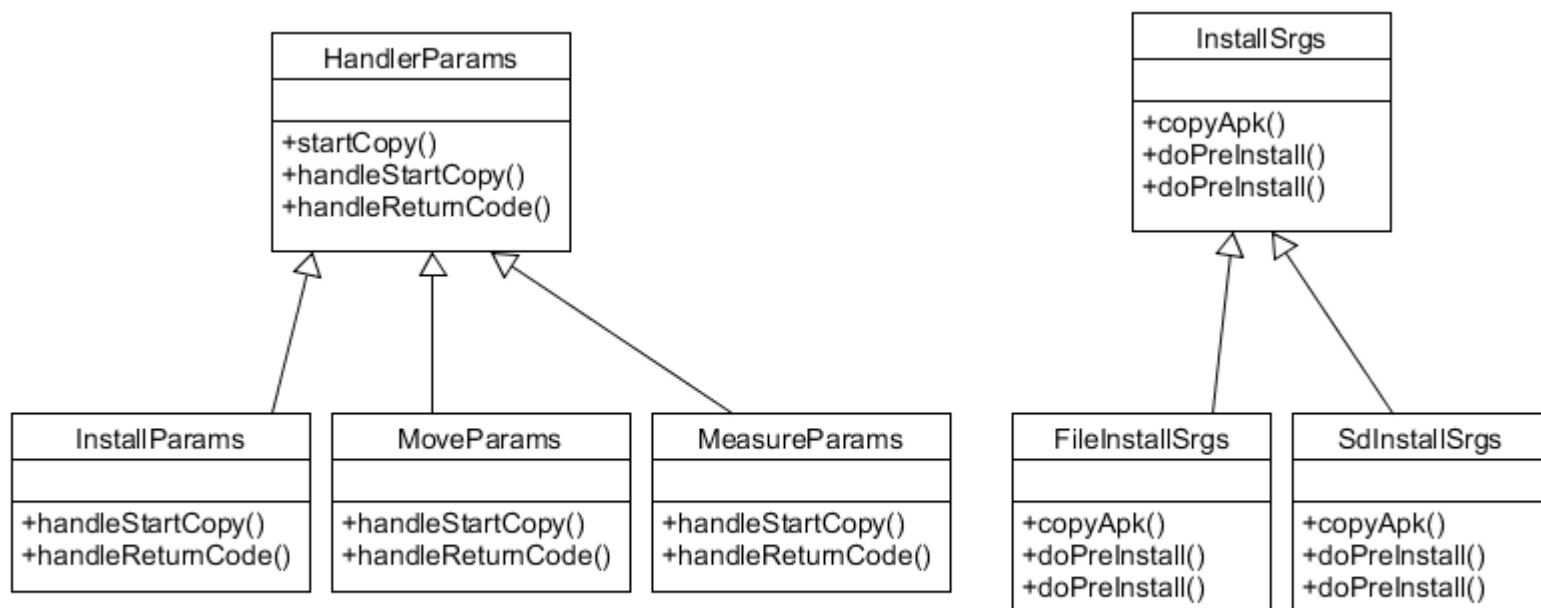 HandlerParams
+startCopy()
+handleStartCopy()
+handleReturnCode()
InstallSrgs
+copyApk()
+doPreInstall()
+doPreInstall()
InstallParams
+handleStartCopy()
+handleReturnCode()
MoveParams
+handleStartCopy()
+handleReturnCode()
MeasureParams
+handleStartCopy()
+handleReturnCode()
FileInstallSrgs
+copyApk()
+doPreInstall()
+doPreInstall()
SdInstallSrgs
+copyApk()
+doPreInstall()
+doPreInstall()